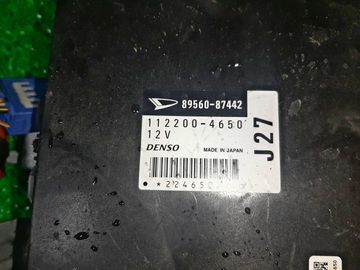 89560-87442
112200-4650
12V
J27
DENSO MADE IN JAPAN